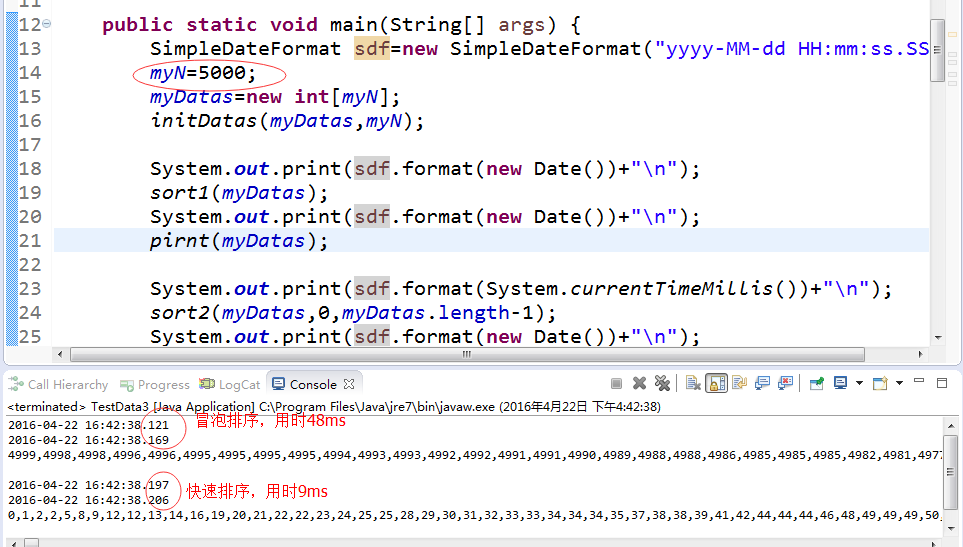 11
12 public static void main(String[] args) {
13 SimpleDateFormat sdf=new SimpleDateFormat("yyyy-MM-dd HH:mm:ss.SS
14 myN=5000;
15 myDatas=new int[myN];
16 initDatas(myDatas,myN);
17
18 System.out.print(sdf.format(new Date())+"\n");
19 sort1(myDatas);
20 System.out.print(sdf.format(new Date())+"\n");
21 pirnt(myDatas);
22
23 System.out.print(sdf.format(System.currentTimeMillis())+"\n");
24 sort2(myDatas,0,myDatas.length-1);
25 System.out.print(sdf.format(new Date())+"\n");
Call Hierarchy Progress LogCat Console
<terminated> TestData3 [Java Application] C:\Program Files\Java\jre7\bin\javaw.exe (2016年4月22日 下午4:42:38)
2016-04-22 16:42:38.121 冒泡排序，用时48ms
2016-04-22 16:42:38.169
4999,4998,4998,4996,4996,4995,4995,4995,4994,4993,4993,4992,4992,4991,4991,4990,4989,4988,4988,4986,4985,4985,4985,4982,4981,4977
2016-04-22 16:42:38.197 快速排序，用时9ms
2016-04-22 16:42:38.206
0,1,2,2,5,8,9,12,12,13,14,16,19,20,21,22,22,23,24,25,25,28,29,30,31,32,33,33,34,34,34,35,37,38,38,39,41,42,44,44,44,46,48,49,49,49,50,